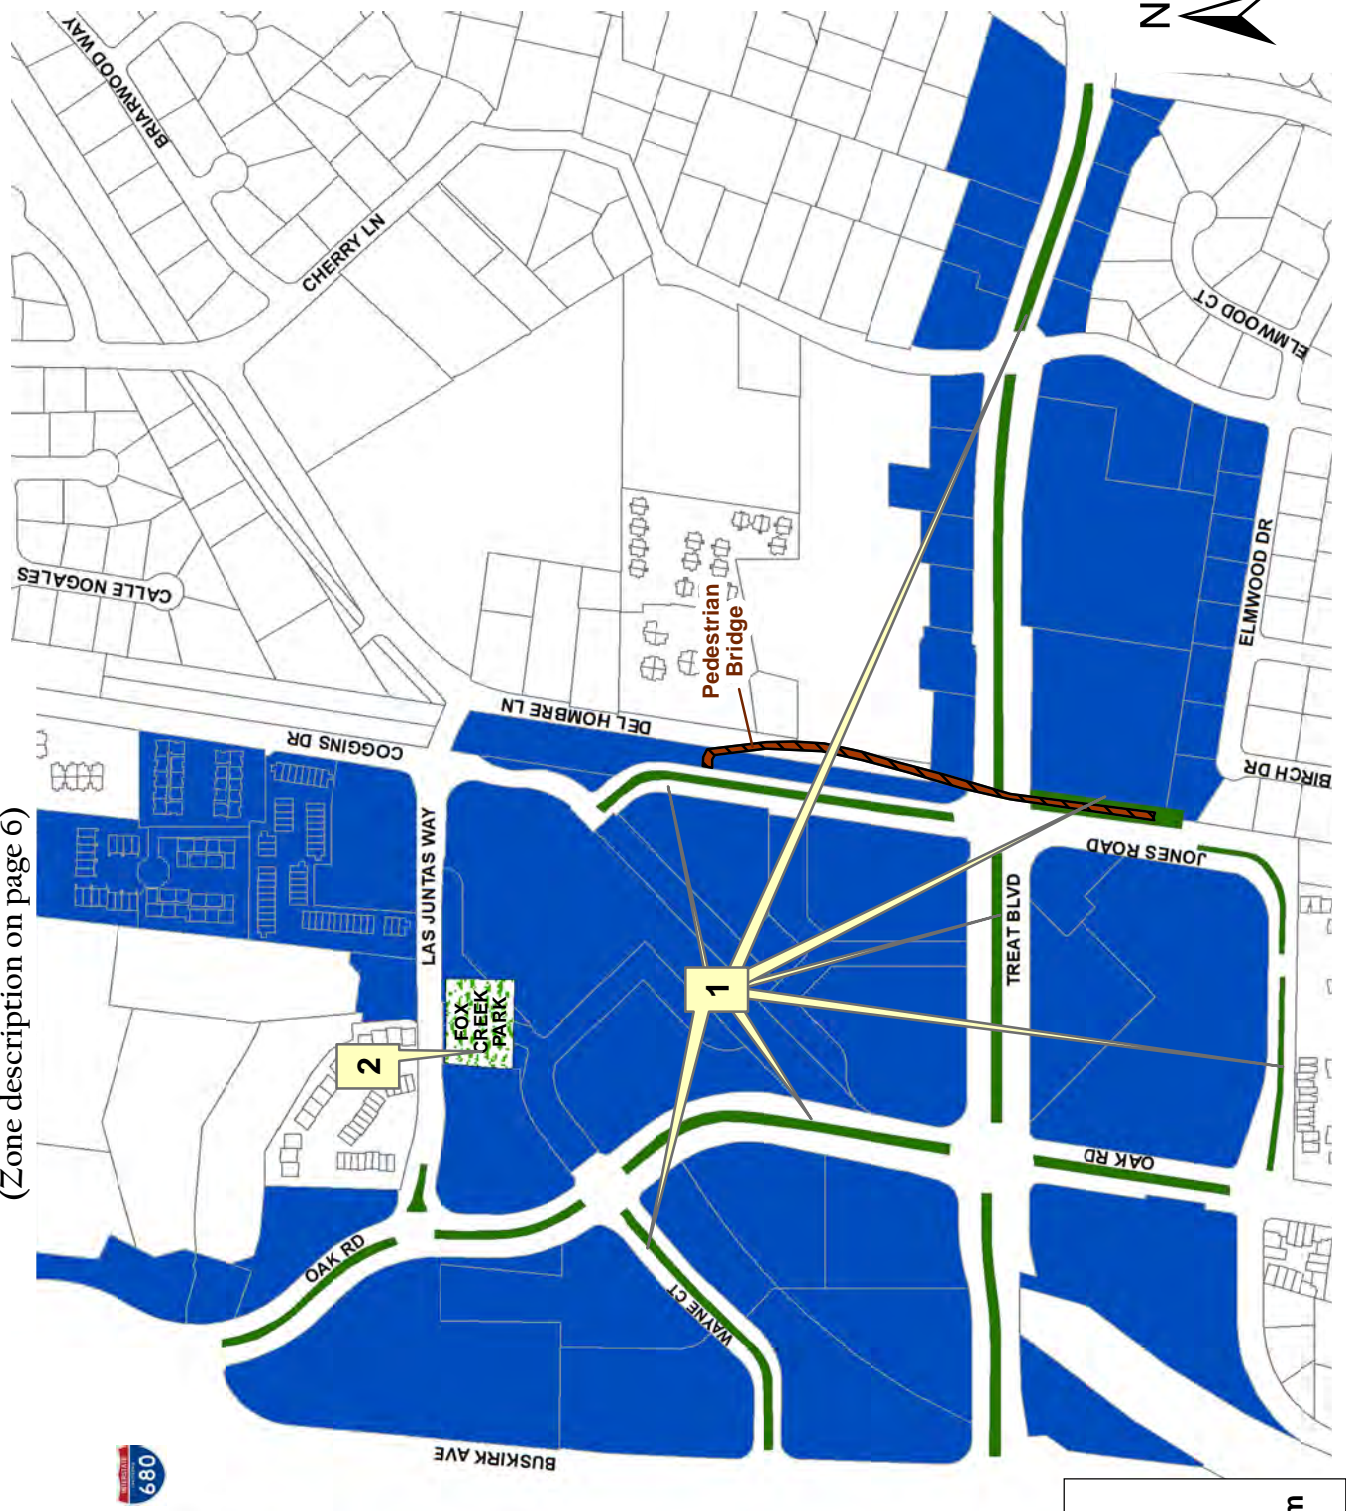 (Zone description on page 6)
BRIARWOOD WAY
CHERRY LN
CALLE NOGALES
COGGINS DR
DEL HOMBRE LN
Pedestrian
Bridge
LAS JUNTAS WAY
FOX
CREEK
PARK
2
1
OAK RD
WAYNE CT
BUSKIRK AVE
INTERSTATE
680
TREAT BLVD
JONES ROAD
OAK RD
BIRCH DR
ELMWOOD DR
ELMWOOD CT
N